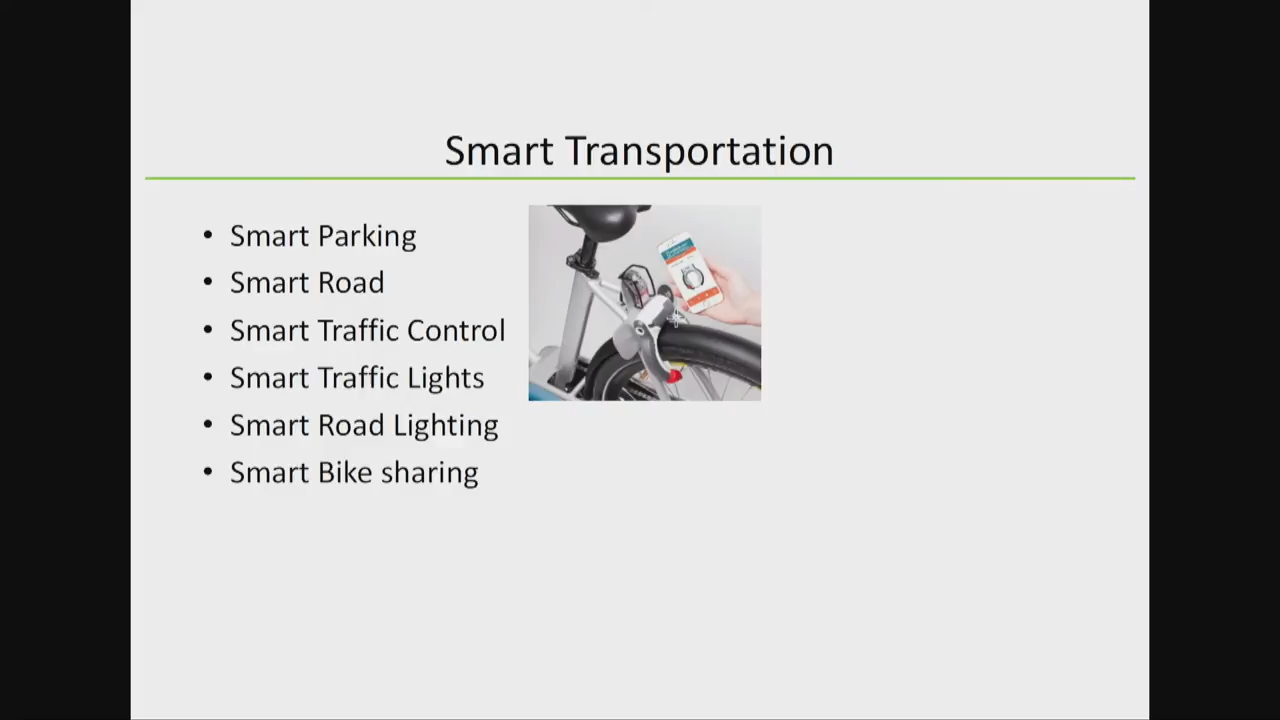 Smart Transportation
• Smart Parking
• Smart Road
• Smart Traffic Control
• Smart Traffic Lights
• Smart Road Lighting
• Smart Bike sharing